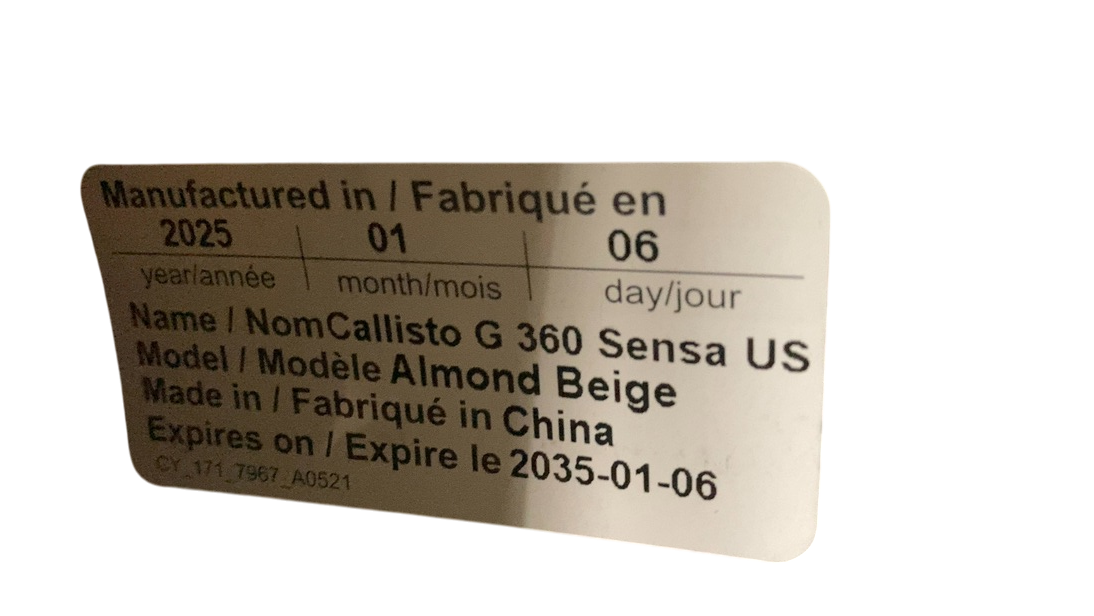 Manufactured in / Fabriqué en
2025 01 06
year/année month/mois day/jour
Name / NomCallisto G 360 Sensa US
Model / Modèle Almond Beige
Made in / Fabriqué in China
Expires on / Expire le 2035-01-06
CY_171_7967_A0521